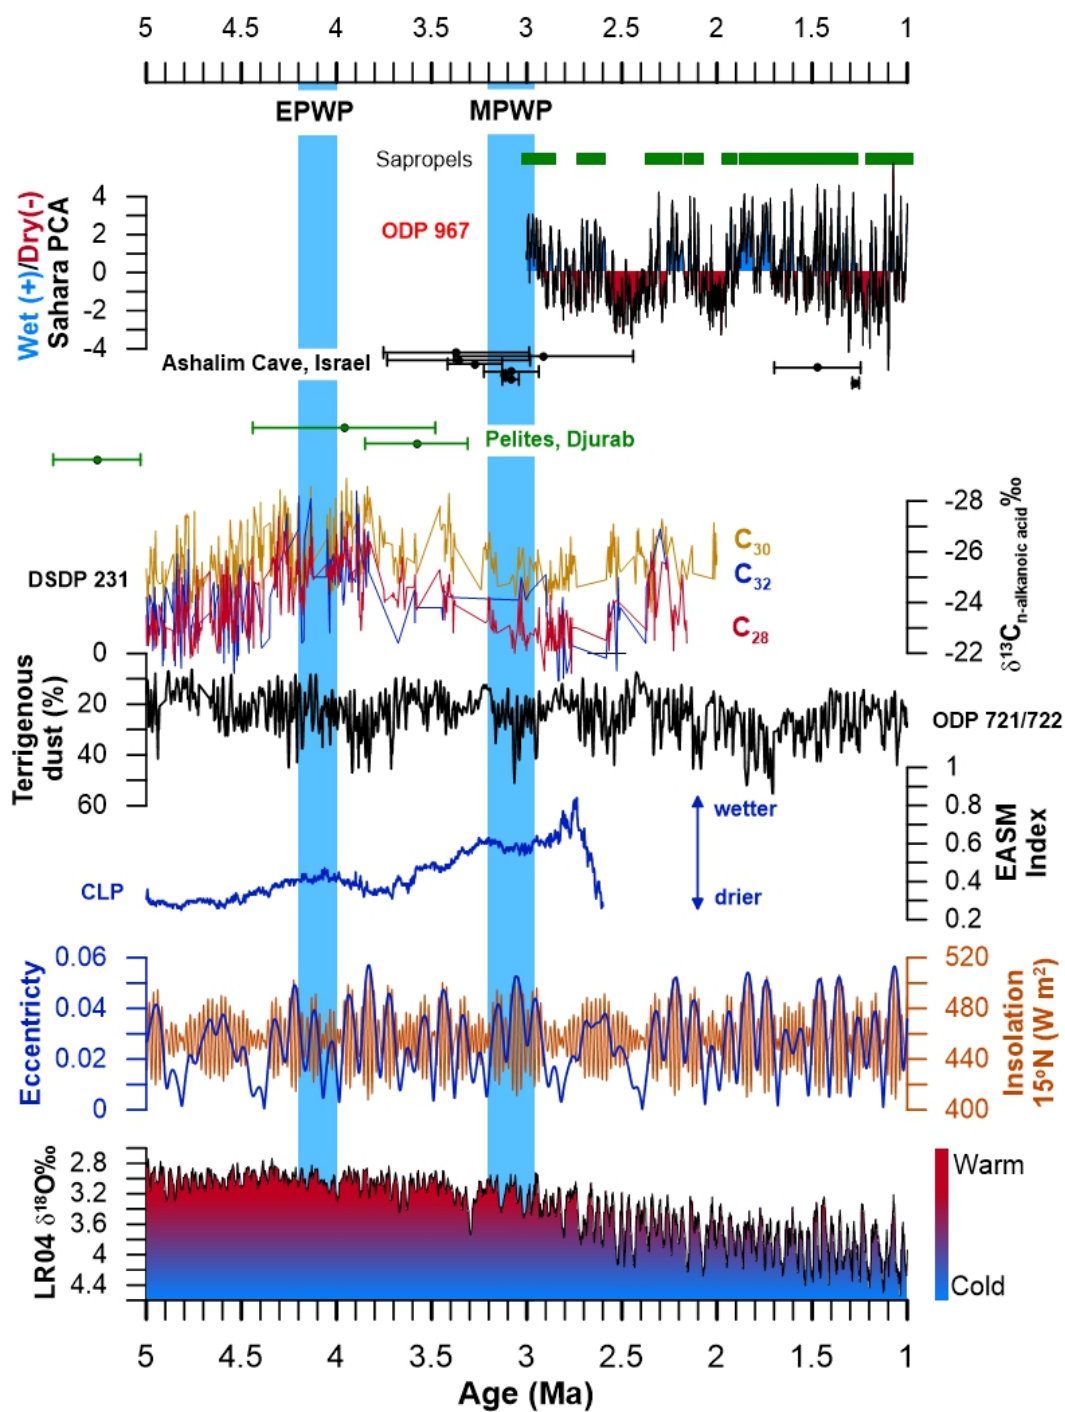 5 4.5 4 3.5 3 2.5 2 1.5 1
EPWP MPWP
Sapropels
Wet (+)/Dry(-)
Sahara PCA
4
2
0
-2
-4
ODP 967
Ashalim Cave, Israel
Pelites, Djurab
DSDP 231
C30
C32
C28
-28
-26
-24
-22
δ13Cn-alkanoic acid‰
Terrigenous
dust (%)
0
20
40
60
ODP 721/722
CLP
wetter
drier
1
0.8
0.6
0.4
0.2
EASM
Index
Eccentricty
0.06
0.04
0.02
0
520
480
440
400
Insolation
15ºN (W m2)
LR04 δ18O‰
2.8
3.2
3.6
4
4.4
Warm
Cold
5 4.5 4 3.5 3 2.5 2 1.5 1
Age (Ma)